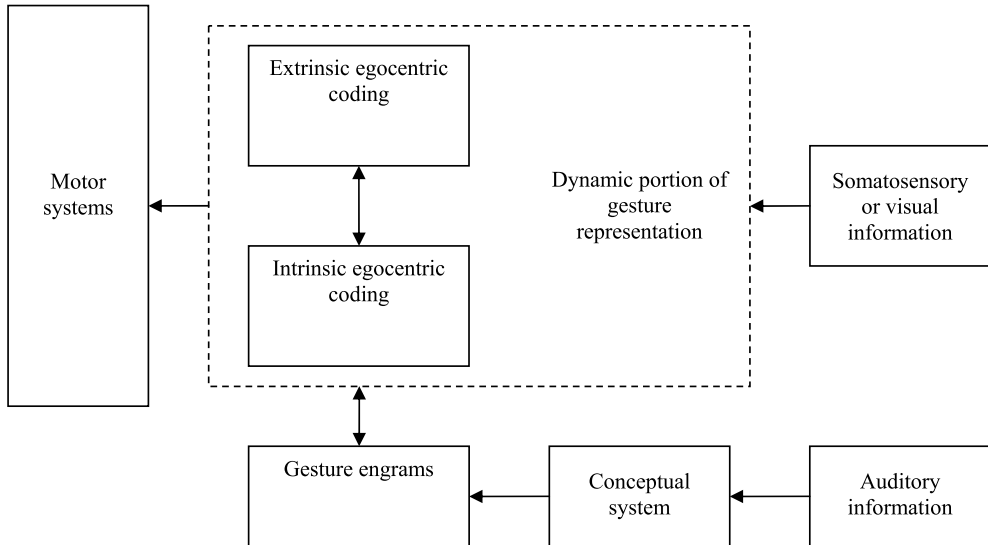 Extrinsic egocentric
coding
Motor
systems
Dynamic portion of
gesture
representation
Somatosensory
or visual
information
Intrinsic egocentric
coding
Gesture engrams
Conceptual
system
Auditory
information